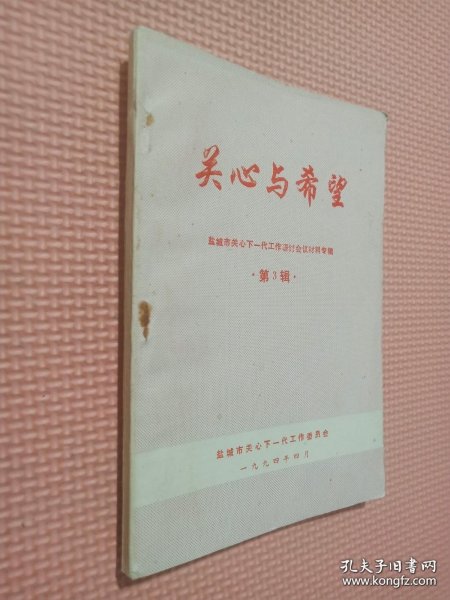 关心与希望
盐城市关心下一代工作研讨会议材料专辑
·第3辑·
盐城市关心下一代工作委员会
一九九四年四月
孔夫子旧书网
www.kongfz.com